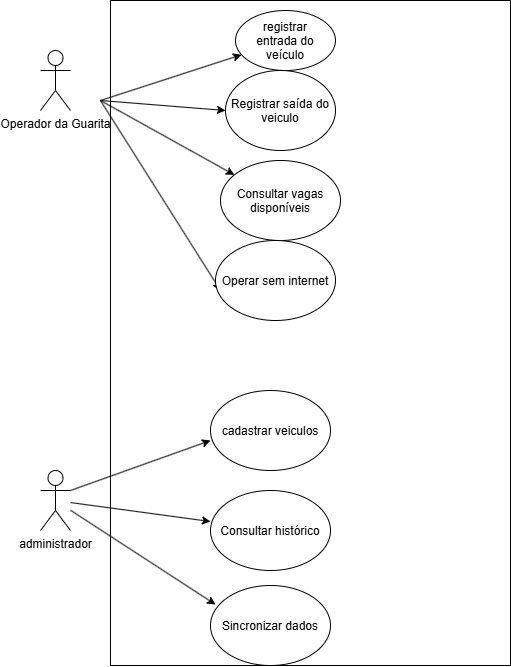 registrar
entrada do
veículo
Operador da Guarita
Registrar saída do
veiculo
Consultar vagas
disponíveis
Operar sem internet
cadastrar veiculos
administrador
Consultar histórico
Sincronizar dados